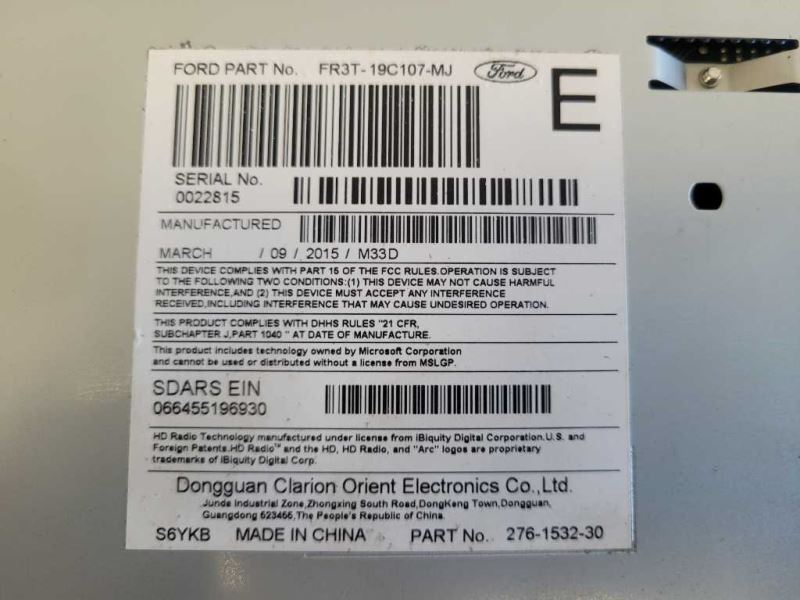 FORD PART No. FR3T-19C107-MJ Ford E
SERIAL No.
0022815
MANUFACTURED
MARCH / 09 / 2015 / M33D
THIS DEVICE COMPLIES WITH PART 15 OF THE FCC RULES.OPERATION IS SUBJECT
TO THE FOLLOWING TWO CONDITIONS:(1) THIS DEVICE MAY NOT CAUSE HARMFUL
INTERFERENCE,AND (2) THIS DEVICE MUST ACCEPT ANY INTERFERENCE
RECEIVED,INCLUDING INTERFERENCE THAT MAY CAUSE UNDESIRED OPERATION.
THIS PRODUCT COMPLIES WITH DHHS RULES "21 CFR,
SUBCHAPTER J,PART 1040" AT DATE OF MANUFACTURE.
This product includes technology owned by Microsoft Corporation
and cannot be used or distributed without a license from MSLGP.
SDARS EIN
066455196930
HD Radio Technology manufactured under license from iBiquity Digital Corporation.U.S. and
Foreign Patents.HD Radio™ and the HD, HD Radio, and "Arc" logos are proprietary
trademarks of iBiquity Digital Corp.
Dongguan Clarion Orient Electronics Co.,Ltd.
Junda Industrial Zone,Zhongxing South Road,DongKeng Town,Dongguan,
Guangdong 523455,The People's Republic of China.
S6YKB MADE IN CHINA PART No. 276-1532-30